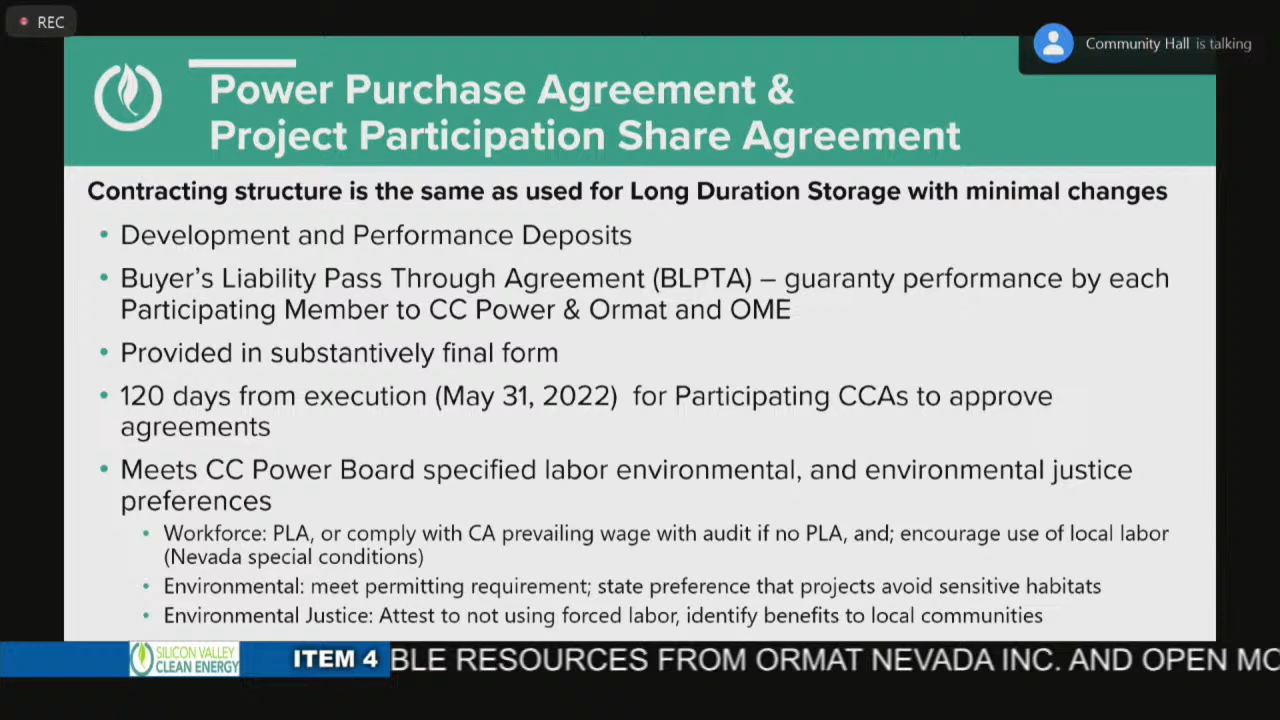 REC
Community Hall is talking
Power Purchase Agreement &
Project Participation Share Agreement
Contracting structure is the same as used for Long Duration Storage with minimal changes
• Development and Performance Deposits
• Buyer's Liability Pass Through Agreement (BLPTA) – guaranty performance by each
Participating Member to CC Power & Ormat and OME
• Provided in substantively final form
• 120 days from execution (May 31, 2022) for Participating CCAs to approve
agreements
• Meets CC Power Board specified labor environmental, and environmental justice
preferences
• Workforce: PLA, or comply with CA prevailing wage with audit if no PLA, and; encourage use of local labor
(Nevada special conditions)
• Environmental: meet permitting requirement; state preference that projects avoid sensitive habitats
• Environmental Justice: Attest to not using forced labor, identify benefits to local communities
SILICON VALLEY
CLEAN ENERGY
ITEM 4
BLE RESOURCES FROM ORMAT NEVADA INC. AND OPEN MO